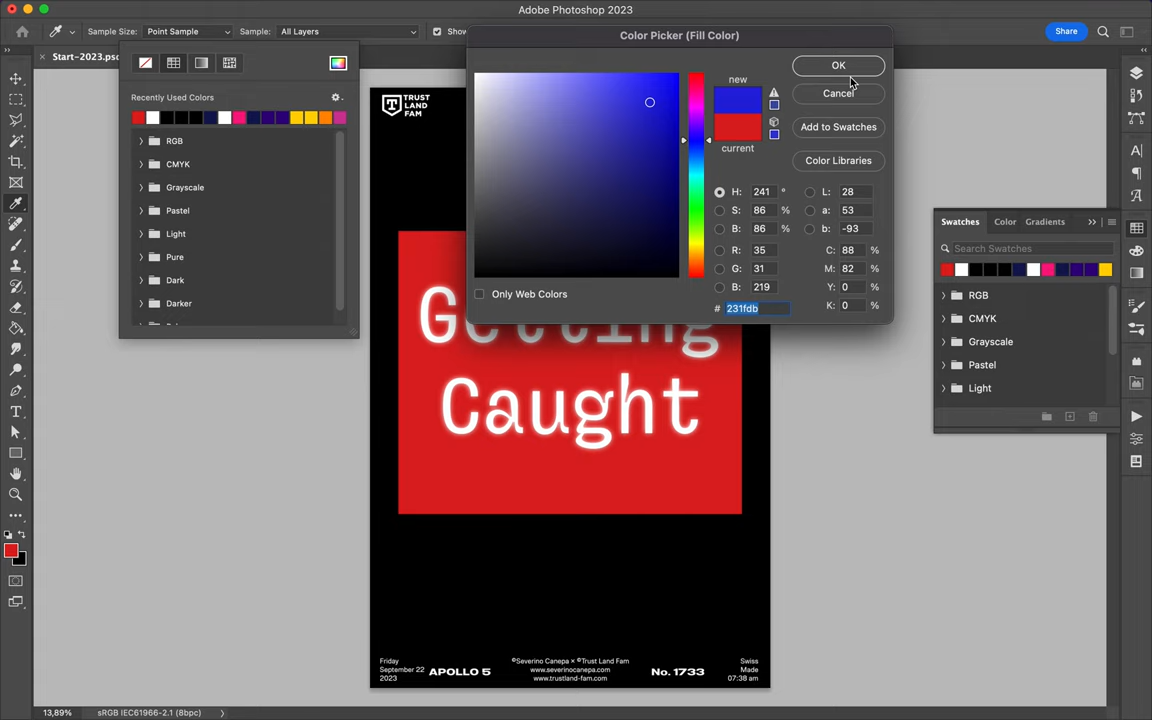 Adobe Photoshop 2023
Sample Size: Point Sample Sample: All Layers Show
Share
Start-2023.psd
Color Picker (Fill Color)
OK
Cancel
Add to Swatches
Color Libraries
new
current
H: 241 °
S: 86 %
B: 86 %
R: 35
G: 31
B: 219
# 231fdb
L: 28
a: 53
b: -93
C: 88 %
M: 82 %
Y: 0 %
K: 0 %
Only Web Colors
Recently Used Colors
RGB
CMYK
Grayscale
Pastel
Light
Pure
Dark
Darker
TRUST
LAND
FAM
Getting
Caught
Friday
September 22
2023
APOLLO 5
©Severino Canepa × ®Trust Land Fam
www.severinocanepa.com
www.trustland-fam.com
No. 1733
Swiss
Made
07:38 am
Swatches Color Gradients
Search Swatches
RGB
CMYK
Grayscale
Pastel
Light
13,89% sRGB IEC61966-2.1 (8bpc)